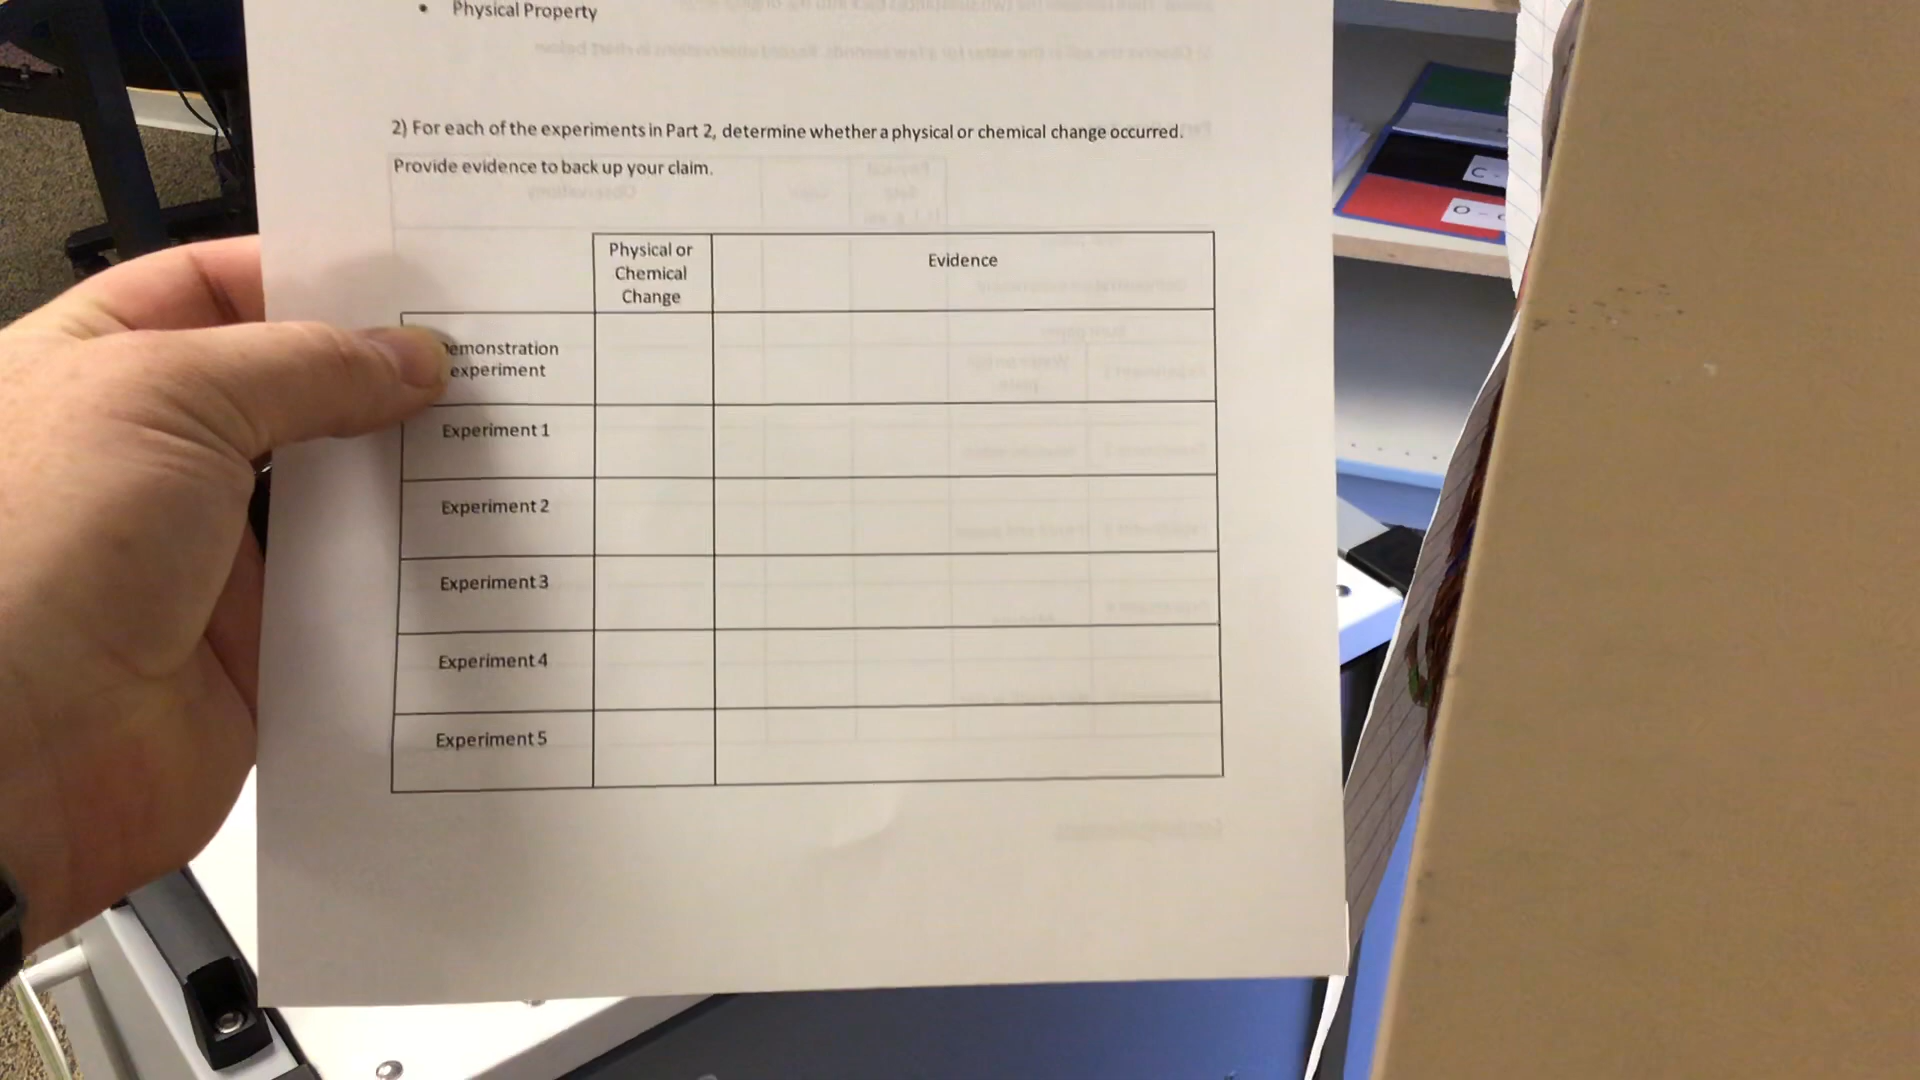 • Physical Property
2) For each of the experiments in Part 2, determine whether a physical or chemical change occurred.
Provide evidence to back up your claim.
Physical or
Chemical
Change
Evidence
Demonstration
experiment
Experiment 1
Experiment 2
Experiment 3
Experiment 4
Experiment 5
C -
O -